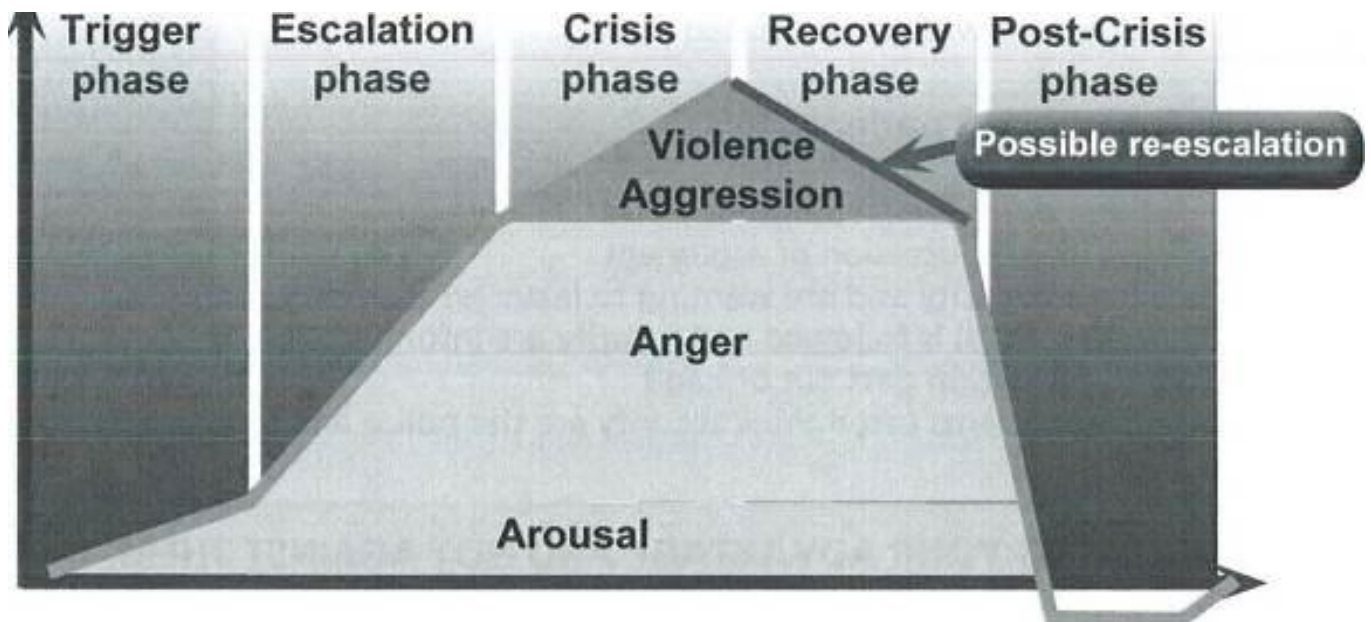 Trigger
phase
Escalation
phase
Crisis
phase
Recovery
phase
Post-Crisis
phase
Violence
Aggression
Possible re-escalation
Anger
Arousal